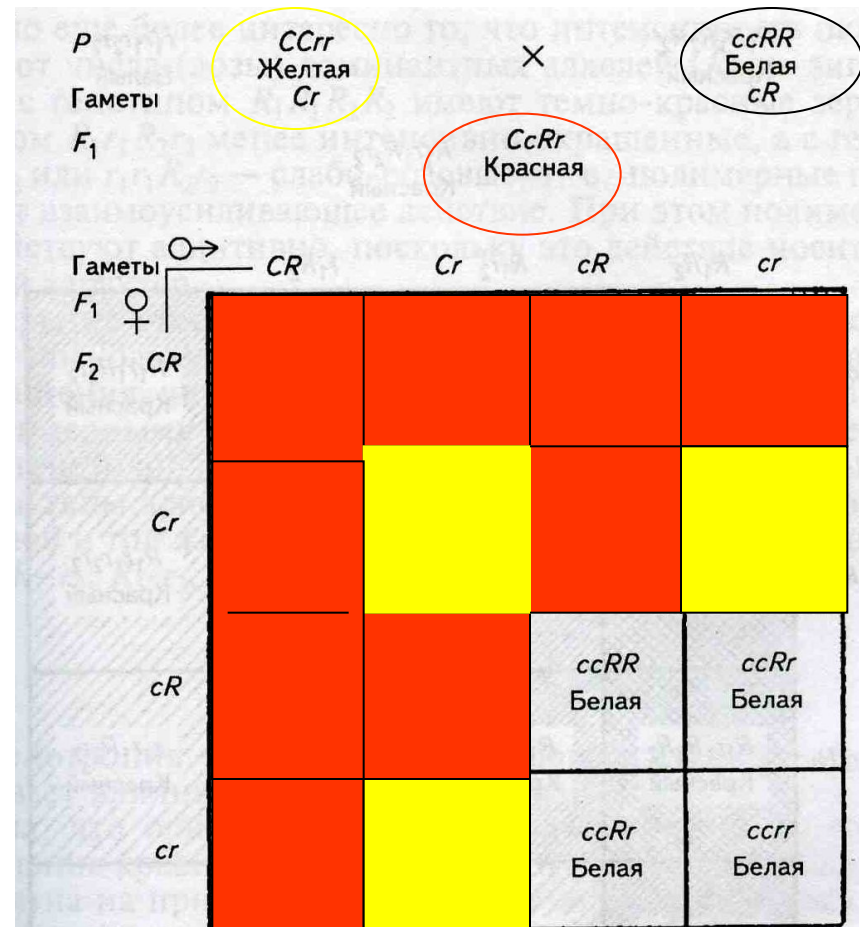 P CCrr × ccRR
Желтая Белая
Гаметы Cr cR
F₁ CcRr
Красная
Гаметы ♂ CR Cr cR cr
F₁ ♀
F₂ CR
Cr
cR ccRR ccRr
Белая Белая
cr ccRr ccrr
Белая Белая